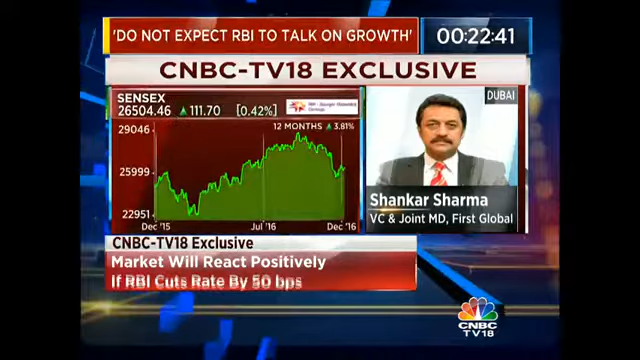 'DO NOT EXPECT RBI TO TALK ON GROWTH'
00:22:41
CNBC-TV18 EXCLUSIVE
SENSEX
26504.46 ▲ 111.70 [0.42%]
12 MONTHS ▲ 3.81%
29046
25999
22951
Dec '15 Jul '16 Dec '16
DUBAI
Shankar Sharma
VC & Joint MD, First Global
CNBC-TV18 Exclusive
Market Will React Positively
If RBI Cuts Rate By 50 bps
CNBC
TV18